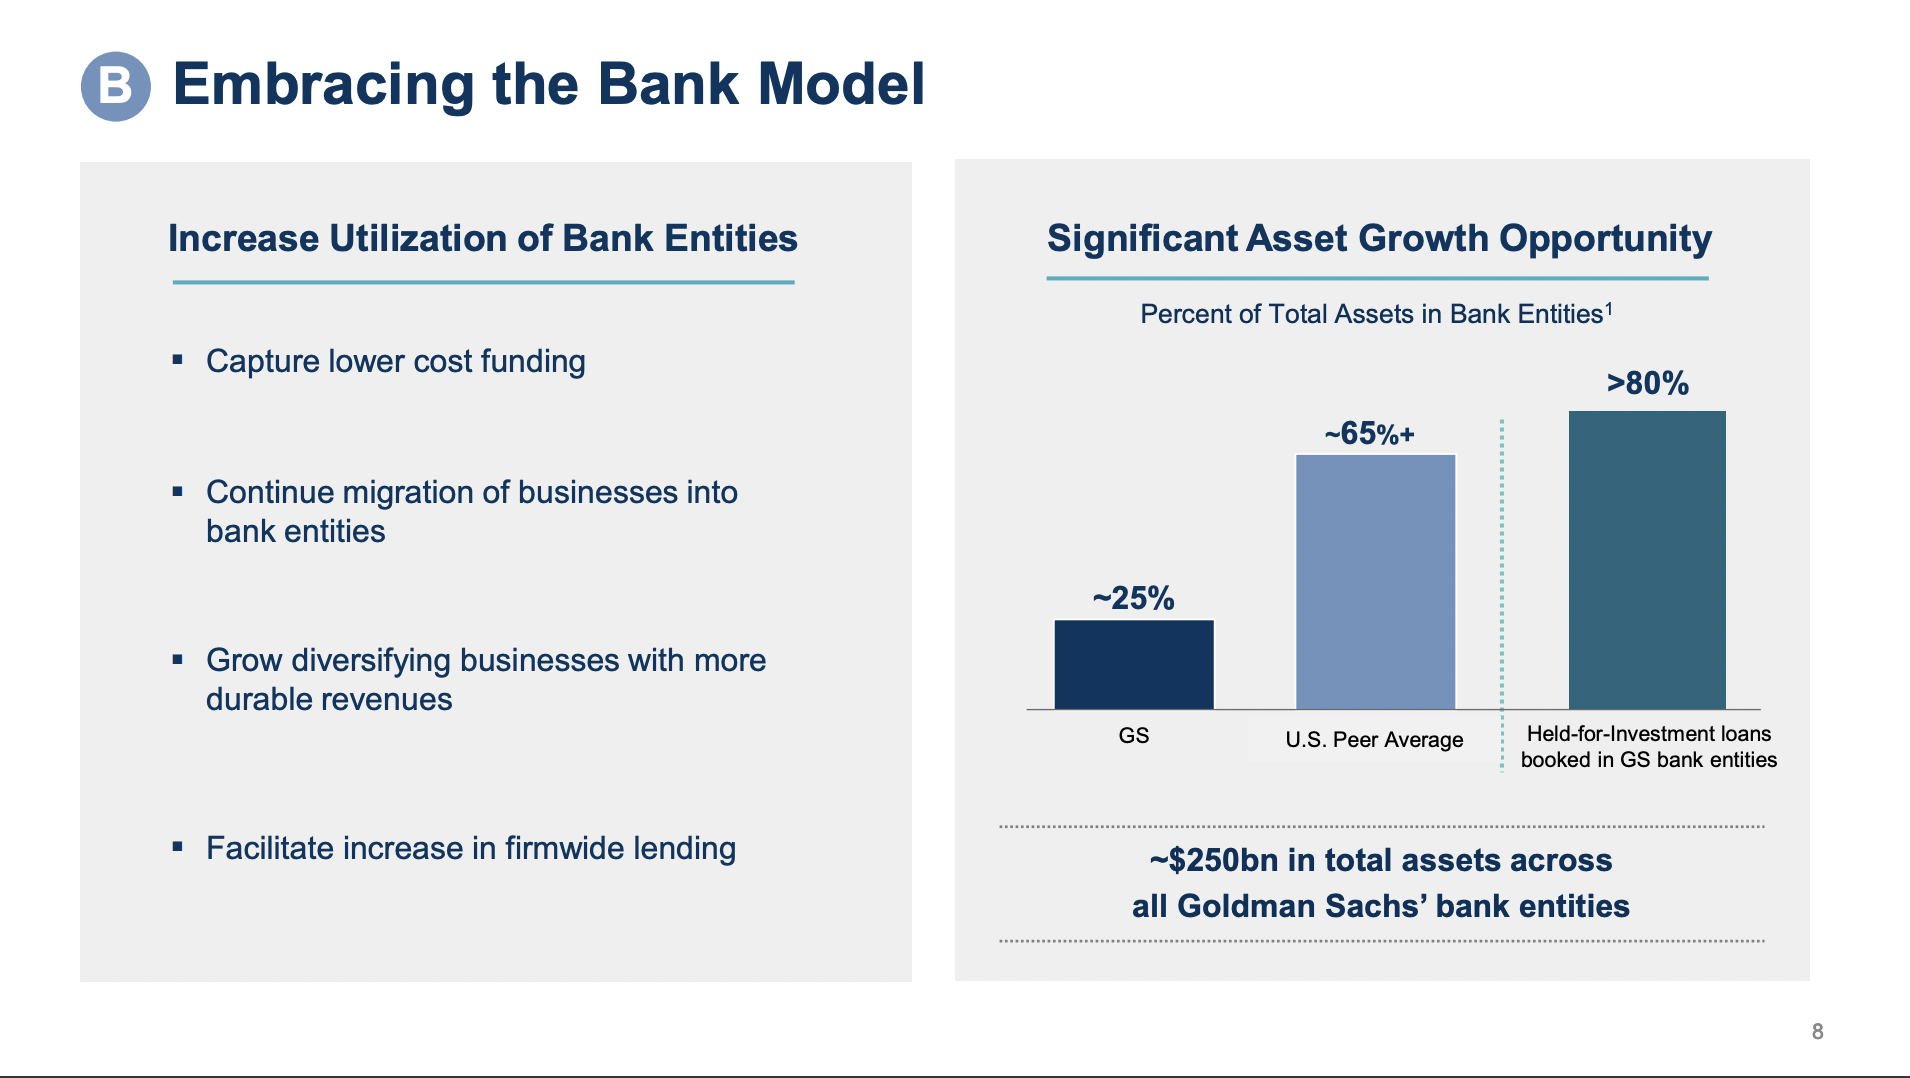 B Embracing the Bank Model
Increase Utilization of Bank Entities
▪ Capture lower cost funding
▪ Continue migration of businesses into
bank entities
▪ Grow diversifying businesses with more
durable revenues
▪ Facilitate increase in firmwide lending
Significant Asset Growth Opportunity
Percent of Total Assets in Bank Entities¹
~25%
~65%+
>80%
GS
U.S. Peer Average
Held-for-Investment loans
booked in GS bank entities
~$250bn in total assets across
all Goldman Sachs’ bank entities
8